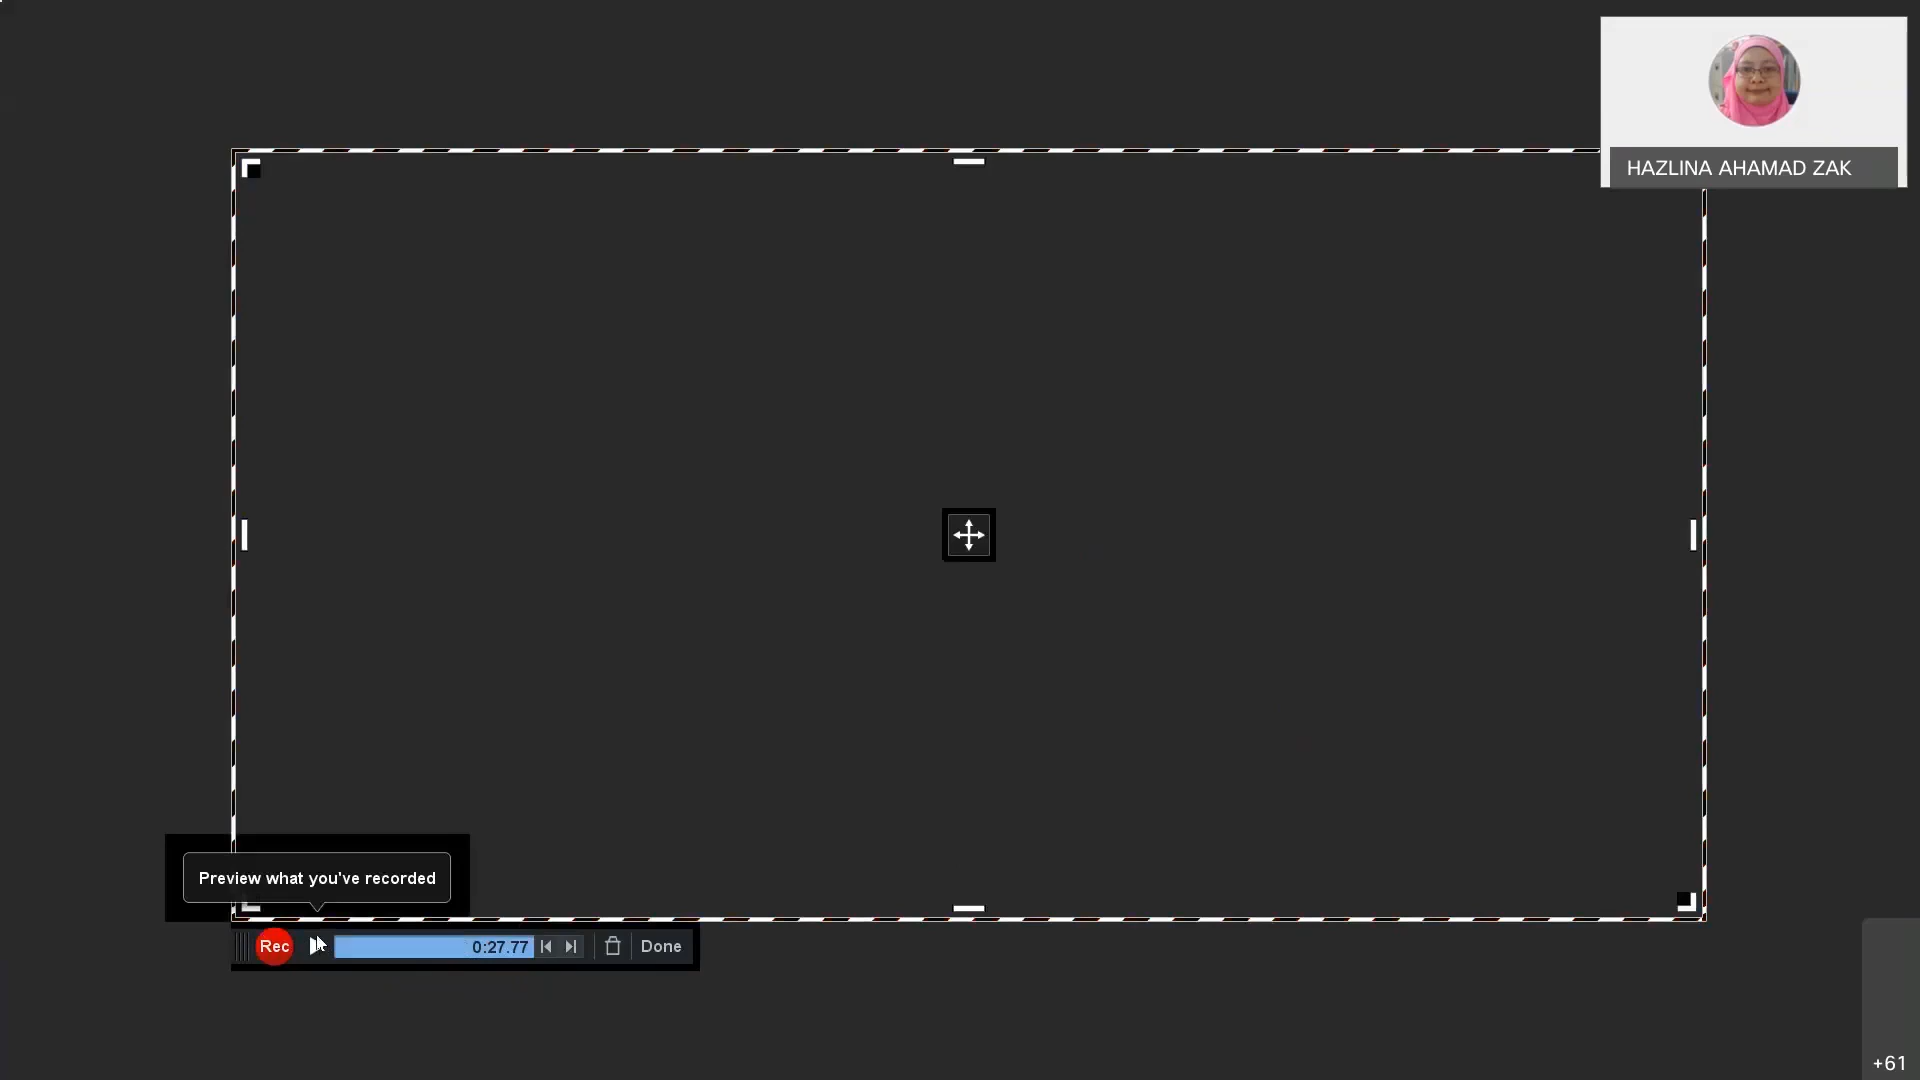 HAZLINA AHAMAD ZAK
Preview what you've recorded
Rec
0:27.77
Done
+61